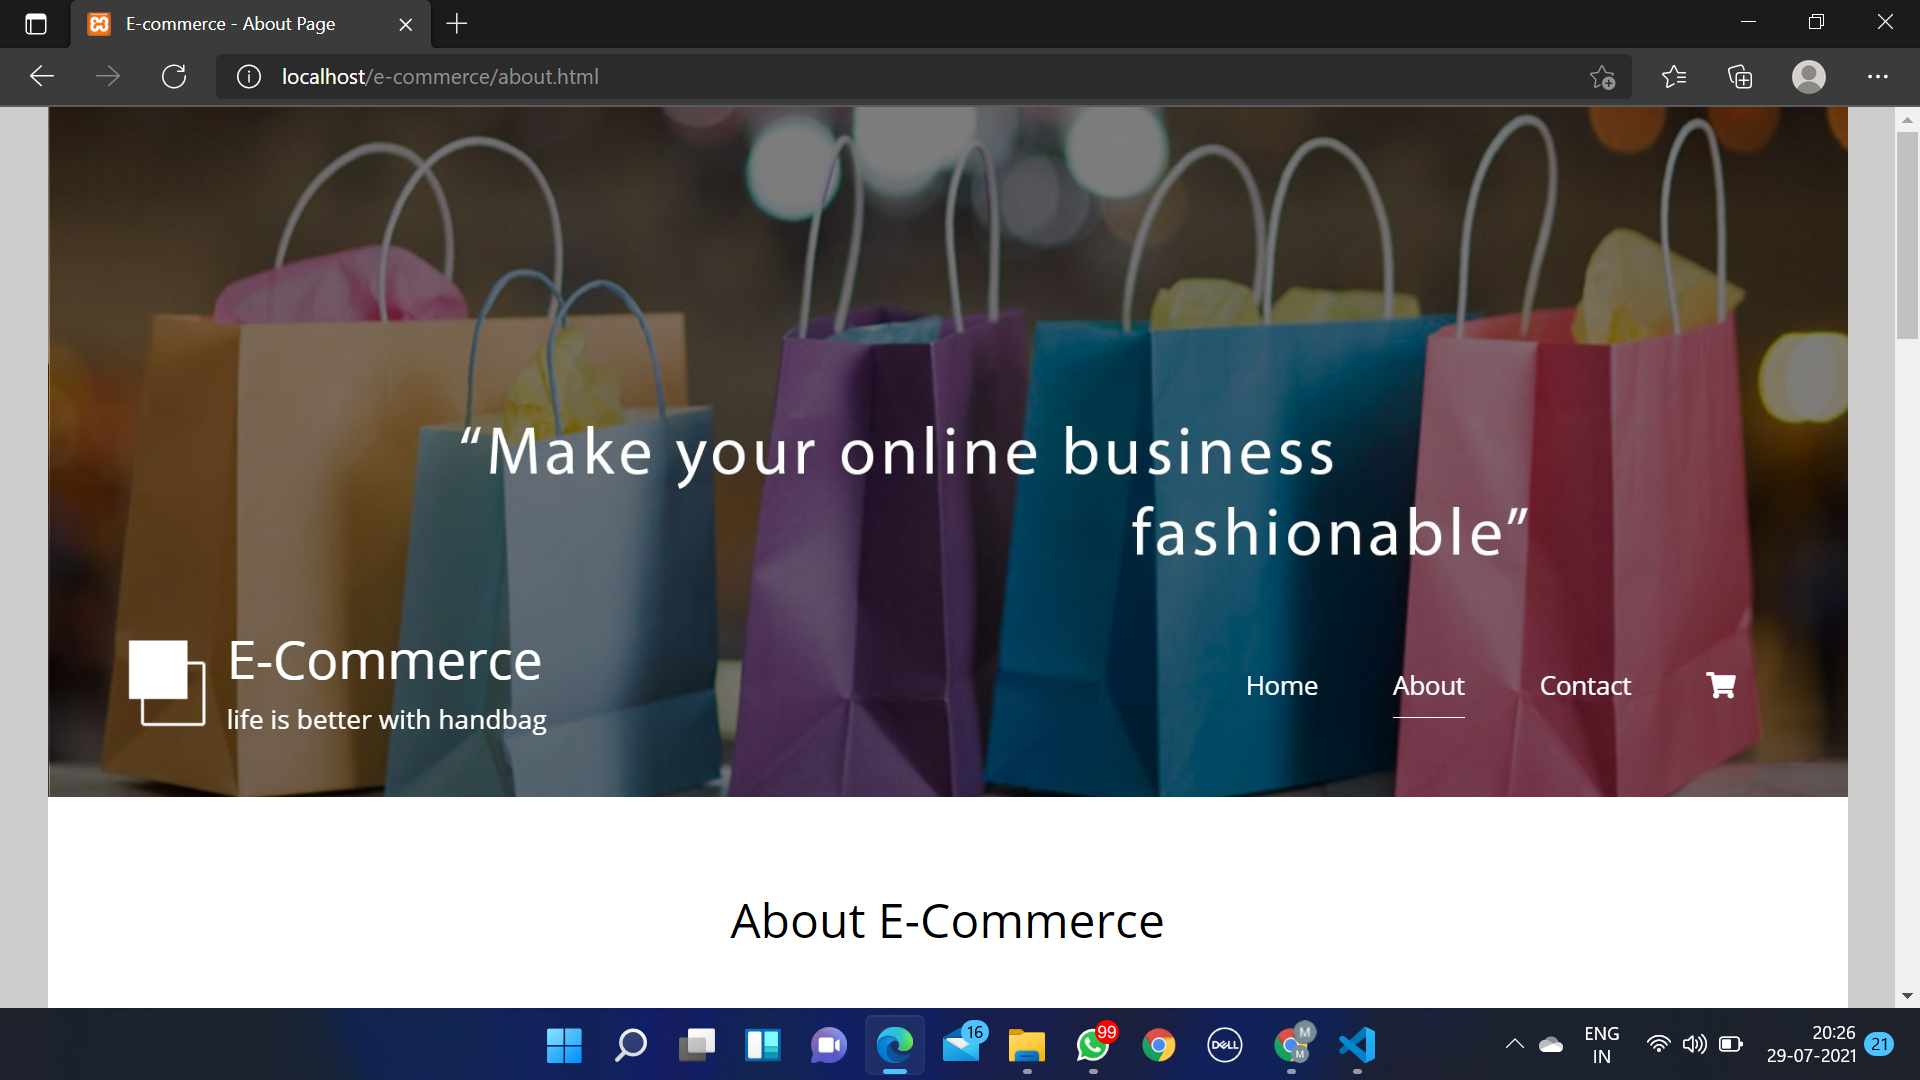 E-commerce - About Page
localhost/e-commerce/about.html
“Make your online business
fashionable”
E-Commerce
life is better with handbag
Home About Contact
About E-Commerce
16
99
DELL
M
M
ENG
IN
20:26
29-07-2021
21